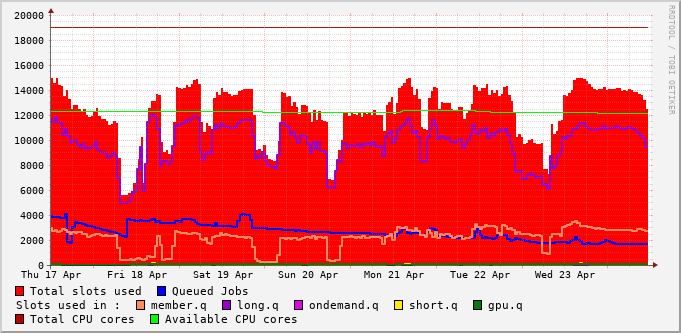 20000
18000
16000
14000
12000
10000
8000
6000
4000
2000
0
Thu 17 Apr Fri 18 Apr Sat 19 Apr Sun 20 Apr Mon 21 Apr Tue 22 Apr Wed 23 Apr
Total slots used Queued Jobs
Slots used in : member.q long.q ondemand.q short.q gpu.q
Total CPU cores Available CPU cores
RRDTOOL / TOBI OETIKER